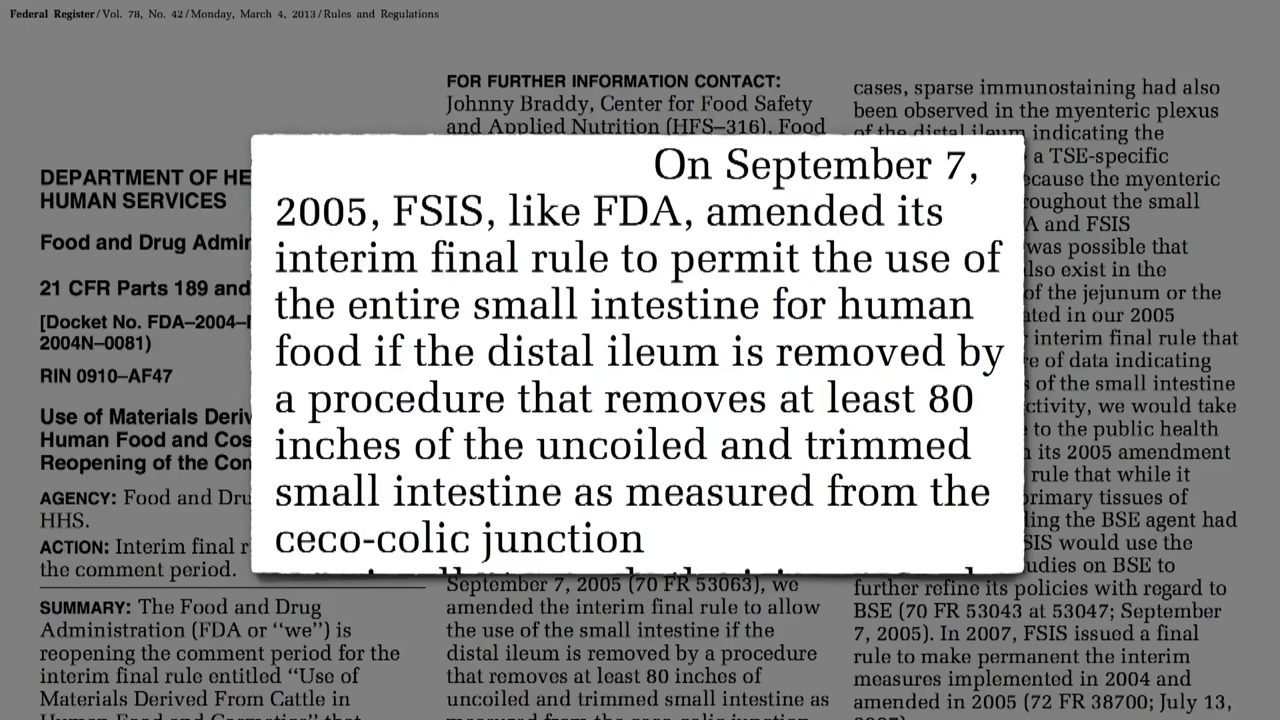 Federal Register/Vol. 78, No. 42/Monday, March 4, 2013/Rules and Regulations
DEPARTMENT OF HE
HUMAN SERVICES
Food and Drug Admin
21 CFR Parts 189 and
[Docket No. FDA–2004–
2004N–0081)
RIN 0910–AF47
Use of Materials Deriv
Human Food and Cos
Reopening of the Com
AGENCY: Food and Dru
HHS.
ACTION: Interim final r
the comment period.
SUMMARY: The Food and Drug
Administration (FDA or ‘‘we’’) is
reopening the comment period for the
interim final rule entitled ‘‘Use of
Materials Derived From Cattle in
Human Food and Cosmetics’’ that
FOR FURTHER INFORMATION CONTACT:
Johnny Braddy, Center for Food Safety
and Applied Nutrition (HFS–316), Food
On September 7,
2005, FSIS, like FDA, amended its
interim final rule to permit the use of
the entire small intestine for human
food if the distal ileum is removed by
a procedure that removes at least 80
inches of the uncoiled and trimmed
small intestine as measured from the
ceco-colic junction
September 7, 2005 (70 FR 53063), we
amended the interim final rule to allow
the use of the small intestine if the
distal ileum is removed by a procedure
that removes at least 80 inches of
uncoiled and trimmed small intestine as
measured from the ceco-colic junction
cases, sparse immunostaining had also
been observed in the myenteric plexus
of the distal ileum indicating the
a TSE-specific
ecause the myenteric
roughout the small
A and FSIS
was possible that
lso exist in the
of the jejunum or the
ated in our 2005
interim final rule that
e of data indicating
s of the small intestine
ctivity, we would take
to the public health
its 2005 amendment
rule that while it
primary tissues of
ling the BSE agent had
SIS would use the
udies on BSE to
further refine its policies with regard to
BSE (70 FR 53043 at 53047; September
7, 2005). In 2007, FSIS issued a final
rule to make permanent the interim
measures implemented in 2004 and
amended in 2005 (72 FR 38700; July 13,
2007).